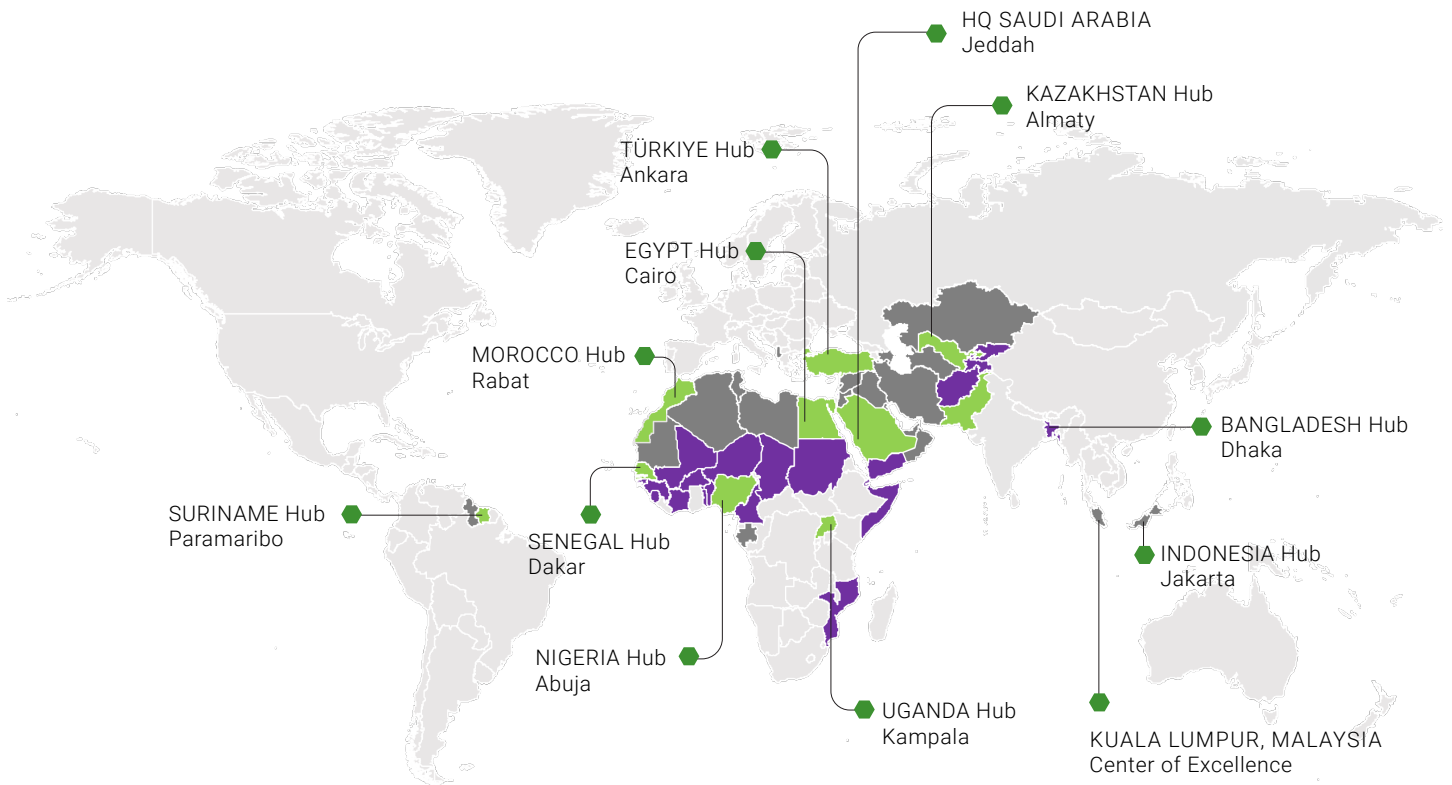 HQ SAUDI ARABIA
Jeddah
KAZAKHSTAN Hub
Almaty
TÜRKIYE Hub
Ankara
EGYPT Hub
Cairo
MOROCCO Hub
Rabat
BANGLADESH Hub
Dhaka
SURINAME Hub
Paramaribo
SENEGAL Hub
Dakar
INDONESIA Hub
Jakarta
NIGERIA Hub
Abuja
UGANDA Hub
Kampala
KUALA LUMPUR, MALAYSIA
Center of Excellence